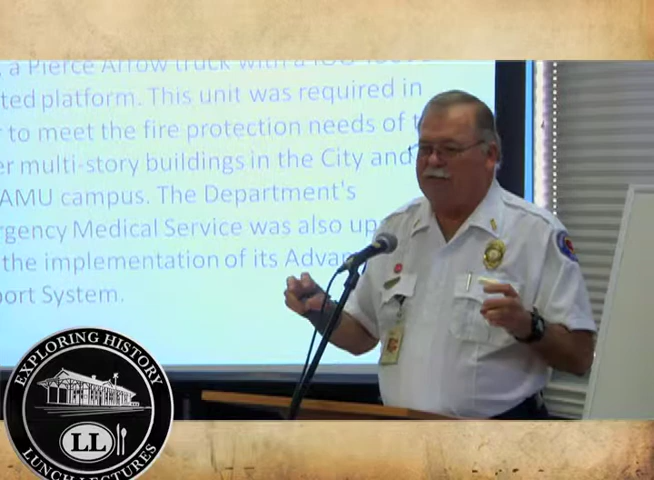 , a Pierce Arrow truck with a 100
ted platform. This unit was required in
r to meet the fire protection needs of t
er multi-story buildings in the City and
AMU campus. The Department's
rgency Medical Service was also up
the implementation of its Advan
port System.
EXPLORING HISTORY
LL
LUNCH LECTURES